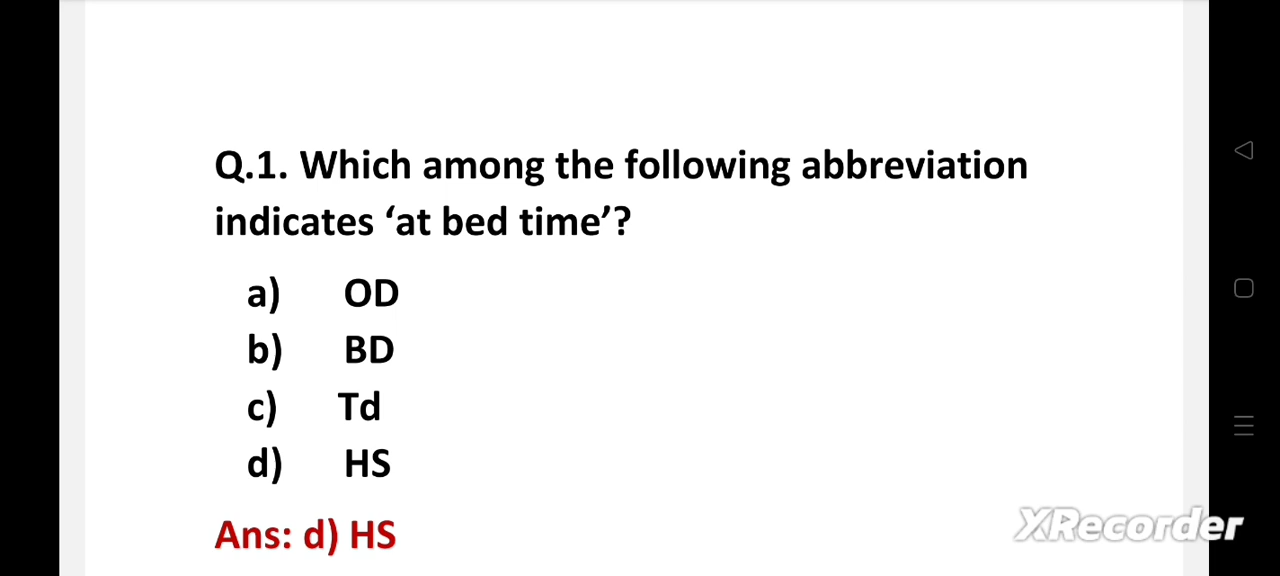 Q.1. Which among the following abbreviation
indicates ‘at bed time’?
a) OD
b) BD
c) Td
d) HS
Ans: d) HS
XRecorder